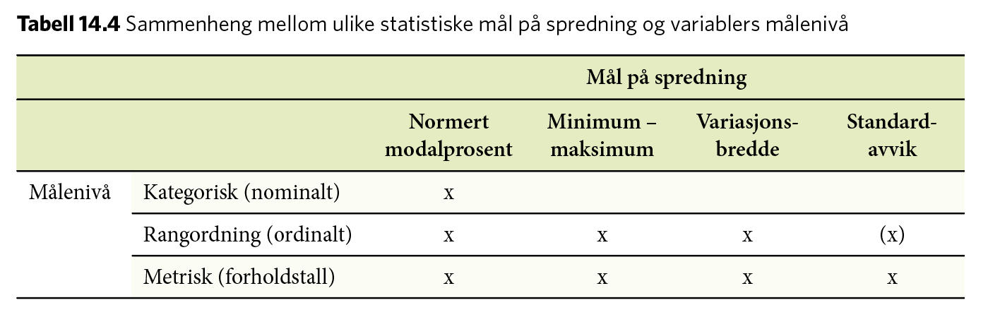 Tabell 14.4 Sammenheng mellom ulike statistiske mål på spredning og variablers målenivå
Mål på spredning
Normert modalprosent Minimum – maksimum Variasjons-bredde Standard-avvik
Målenivå Kategorisk (nominalt) x
Rangordning (ordinalt) x x x (x)
Metrisk (forholdstall) x x x x